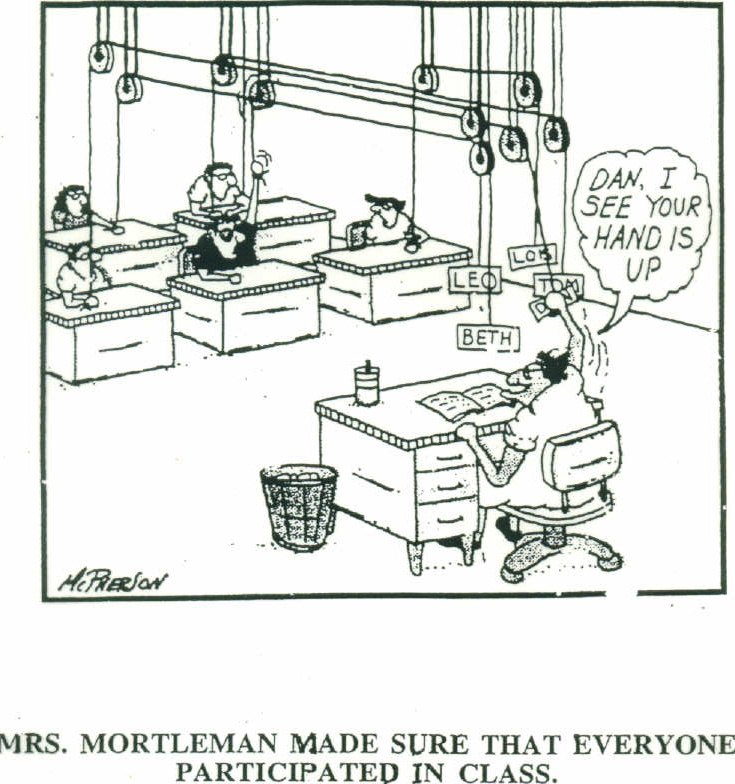 DAN, I
SEE YOUR
HAND IS
UP
LOIS
LEO
TOM
BETH
McPHERSON
MRS. MORTLEMAN MADE SURE THAT EVERYONE
PARTICIPATED IN CLASS.